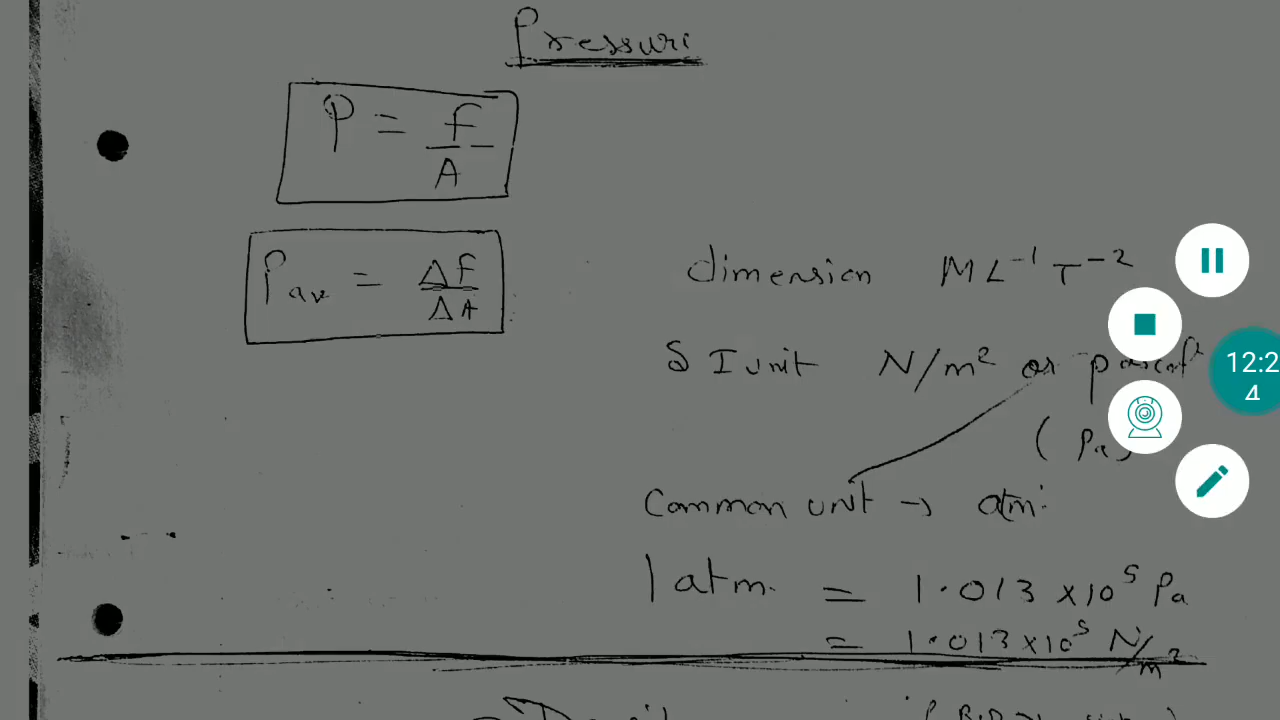 Pressure
P = F/A
Pav = ΔF/ΔA
dimension ML⁻¹T⁻²
SI unit N/m² or pascal
(Pa)
Common unit → atm.
1 atm. = 1.013 × 10⁵ Pa
= 1.013 × 10⁵ N/m²
12:24